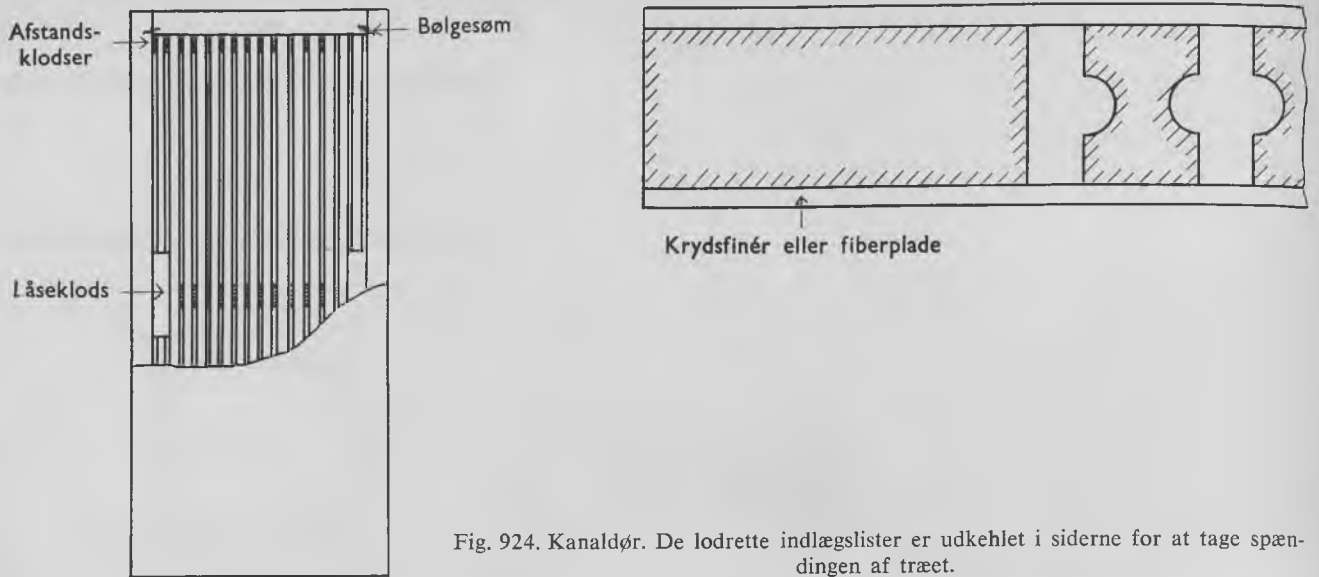 Afstands-
klodser
Bølgesøm
Låseklods
Krydsfinér eller fiberplade
Fig. 924. Kanaldør. De lodrette indlægslister er udkehlet i siderne for at tage spæn-
dingen af træet.